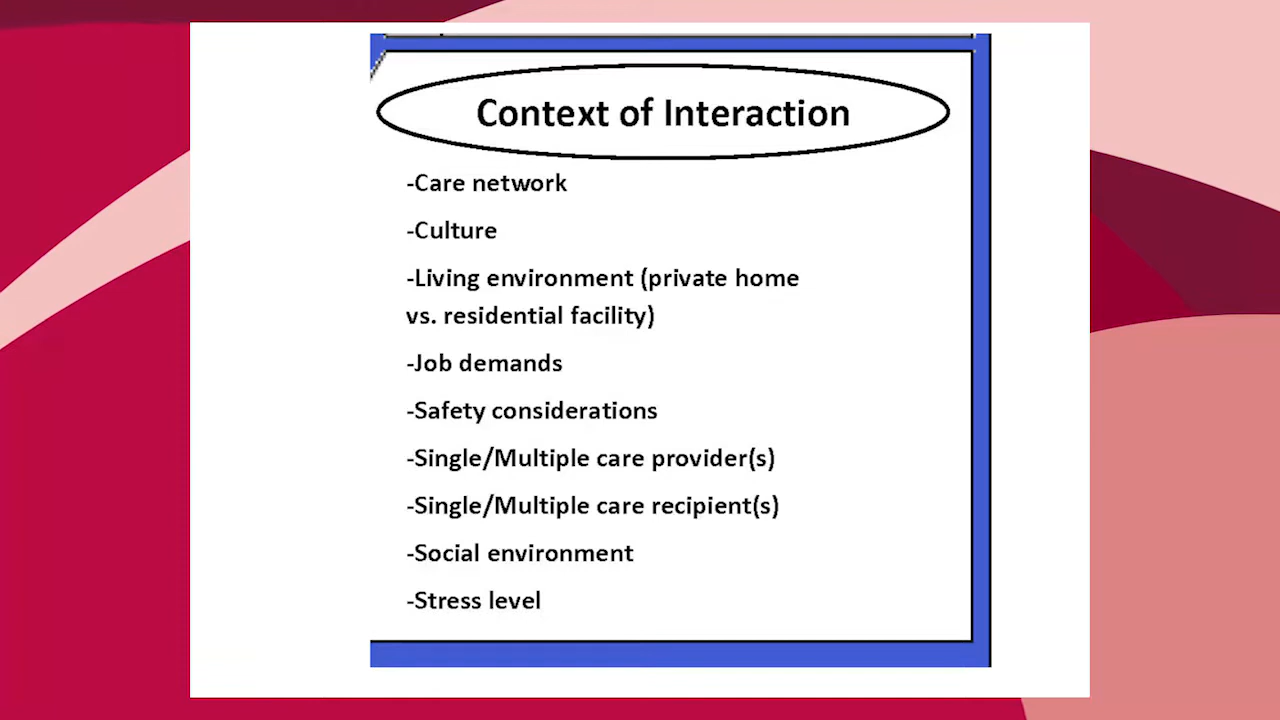 Context of Interaction
-Care network
-Culture
-Living environment (private home
vs. residential facility)
-Job demands
-Safety considerations
-Single/Multiple care provider(s)
-Single/Multiple care recipient(s)
-Social environment
-Stress level